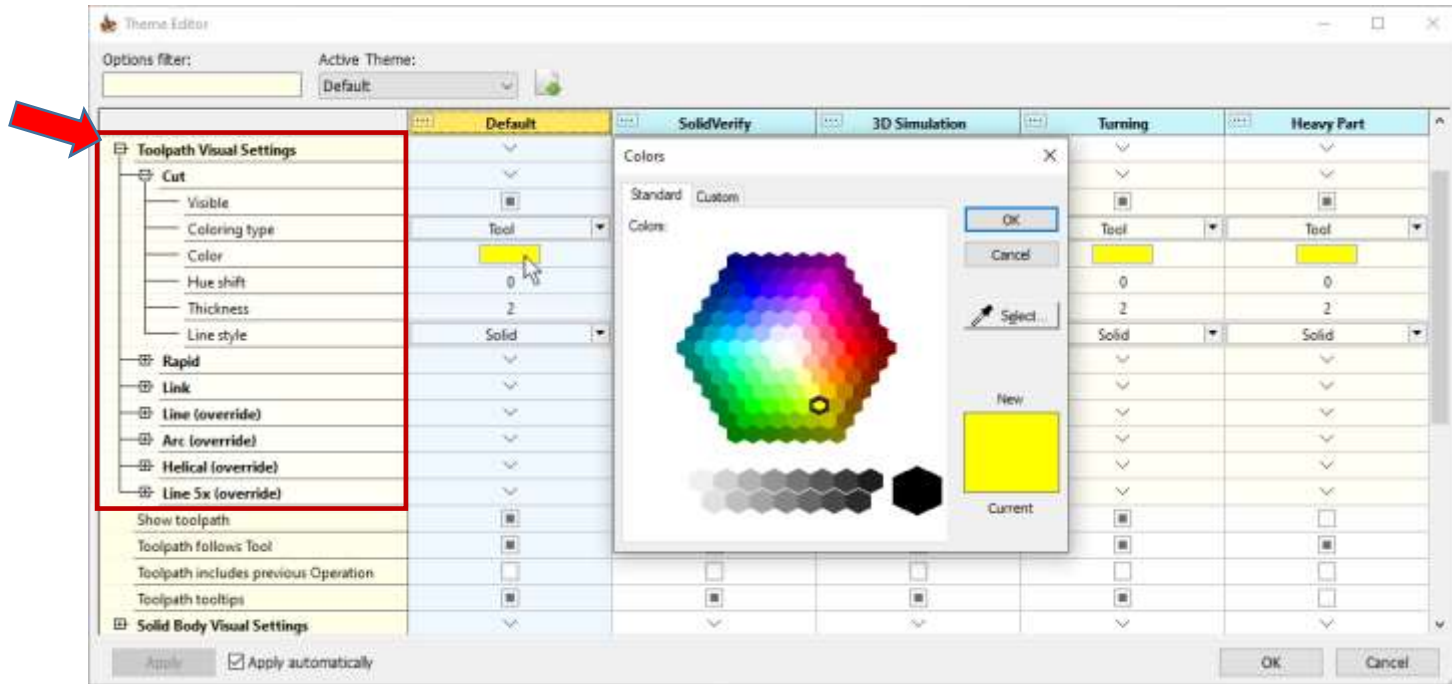 Theme Editor
Options filter: Active Theme:
Default
Default SolidVerify 3D Simulation Turning Heavy Part
Toolpath Visual Settings
Cut
Visible
Coloring type Tool Tool Tool
Color
Hue shift 0 0 0
Thickness 2 2 2
Line style Solid Solid Solid
Rapid
Link
Line (override)
Arc (override)
Helical (override)
Line 5x (override)
Show toolpath
Toolpath follows Tool
Toolpath includes previous Operation
Toolpath tooltips
Solid Body Visual Settings
Colors
Standard Custom
Colors:
OK
Cancel
Select...
New
Current
Apply Apply automatically OK Cancel